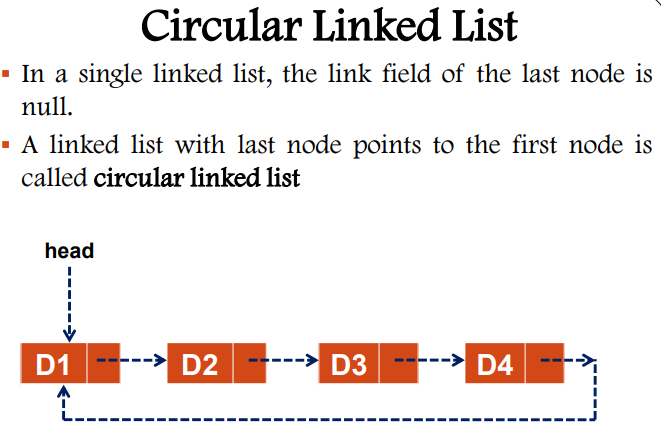 Circular Linked List
▪ In a single linked list, the link field of the last node is
null.
▪ A linked list with last node points to the first node is
called circular linked list
head
D1 D2 D3 D4